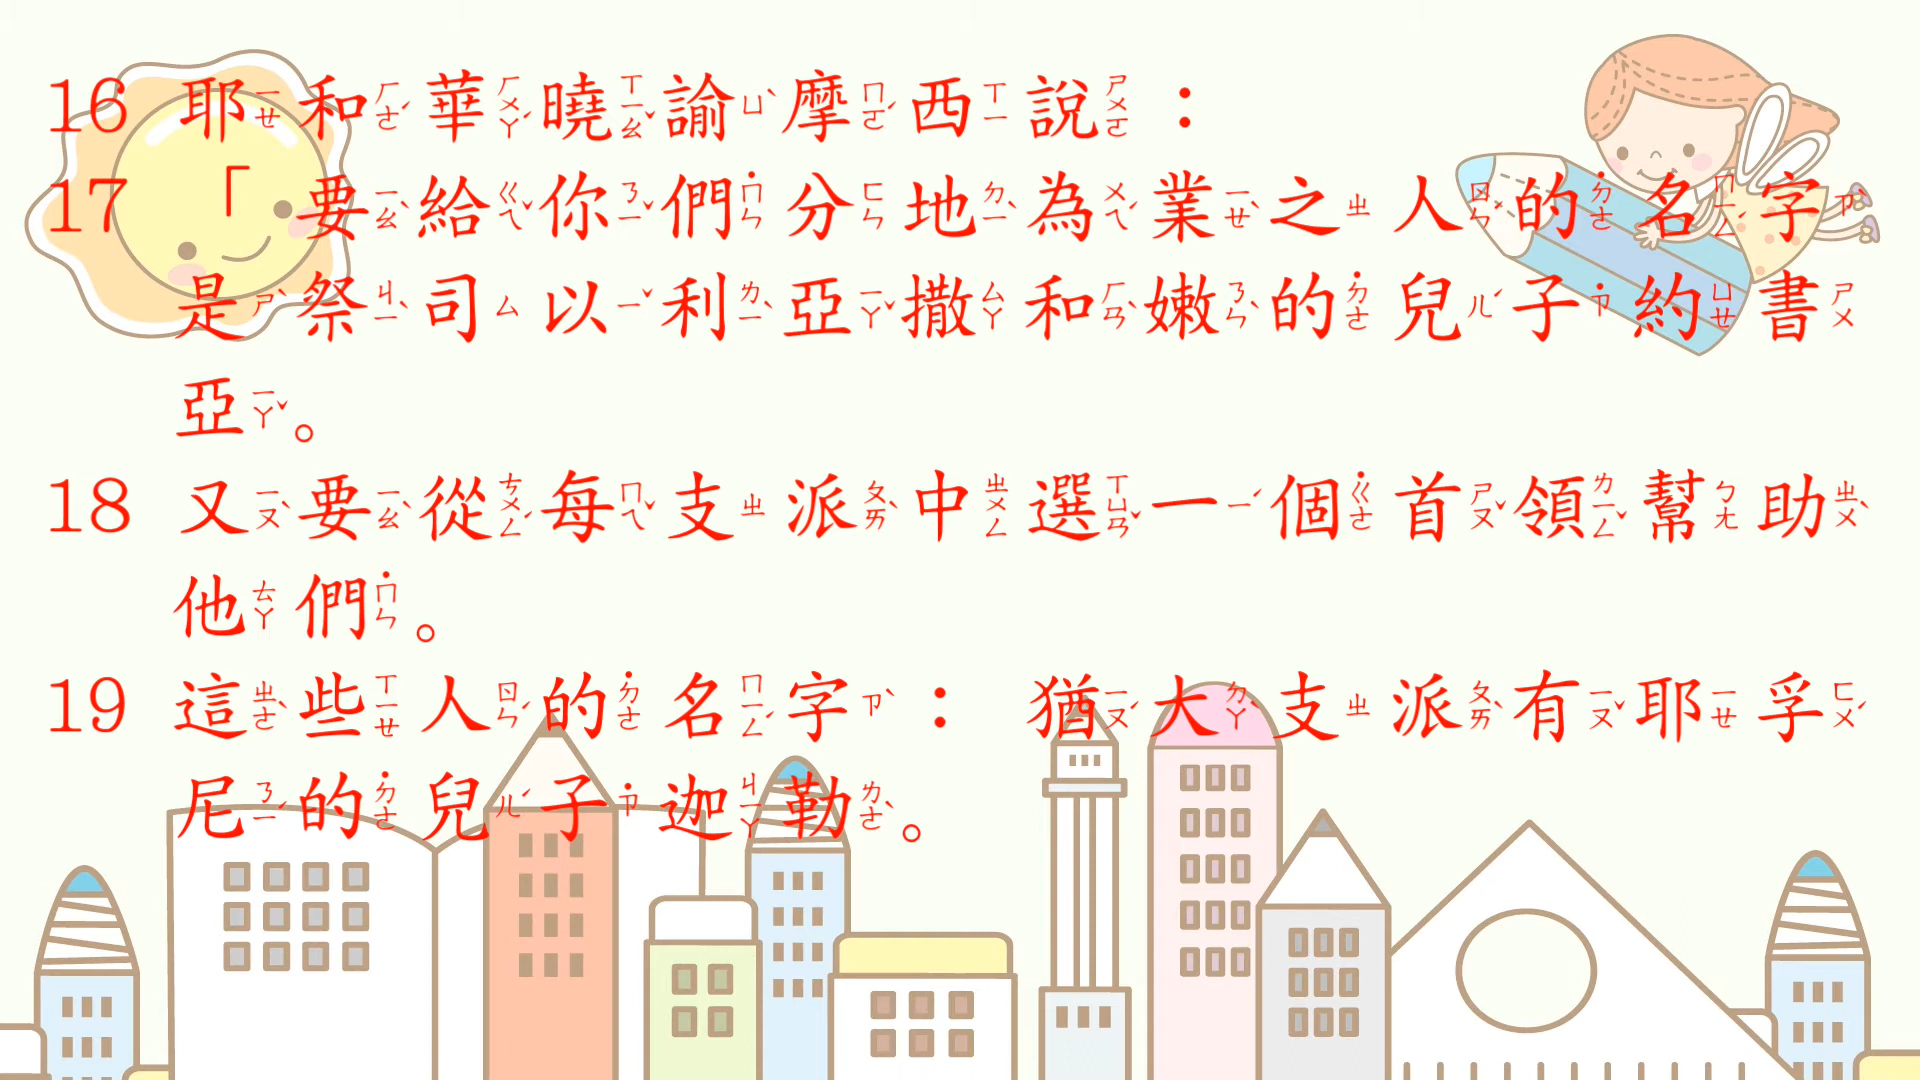 16 耶和華曉諭摩西說：
17 「要給你們分地為業之人的名字
是祭司以利亞撒和嫩的兒子約書
亞。
18 又要從每支派中選一個首領幫助
他們。
19 這些人的名字：猶大支派有耶孚
尼的兒子迦勒。